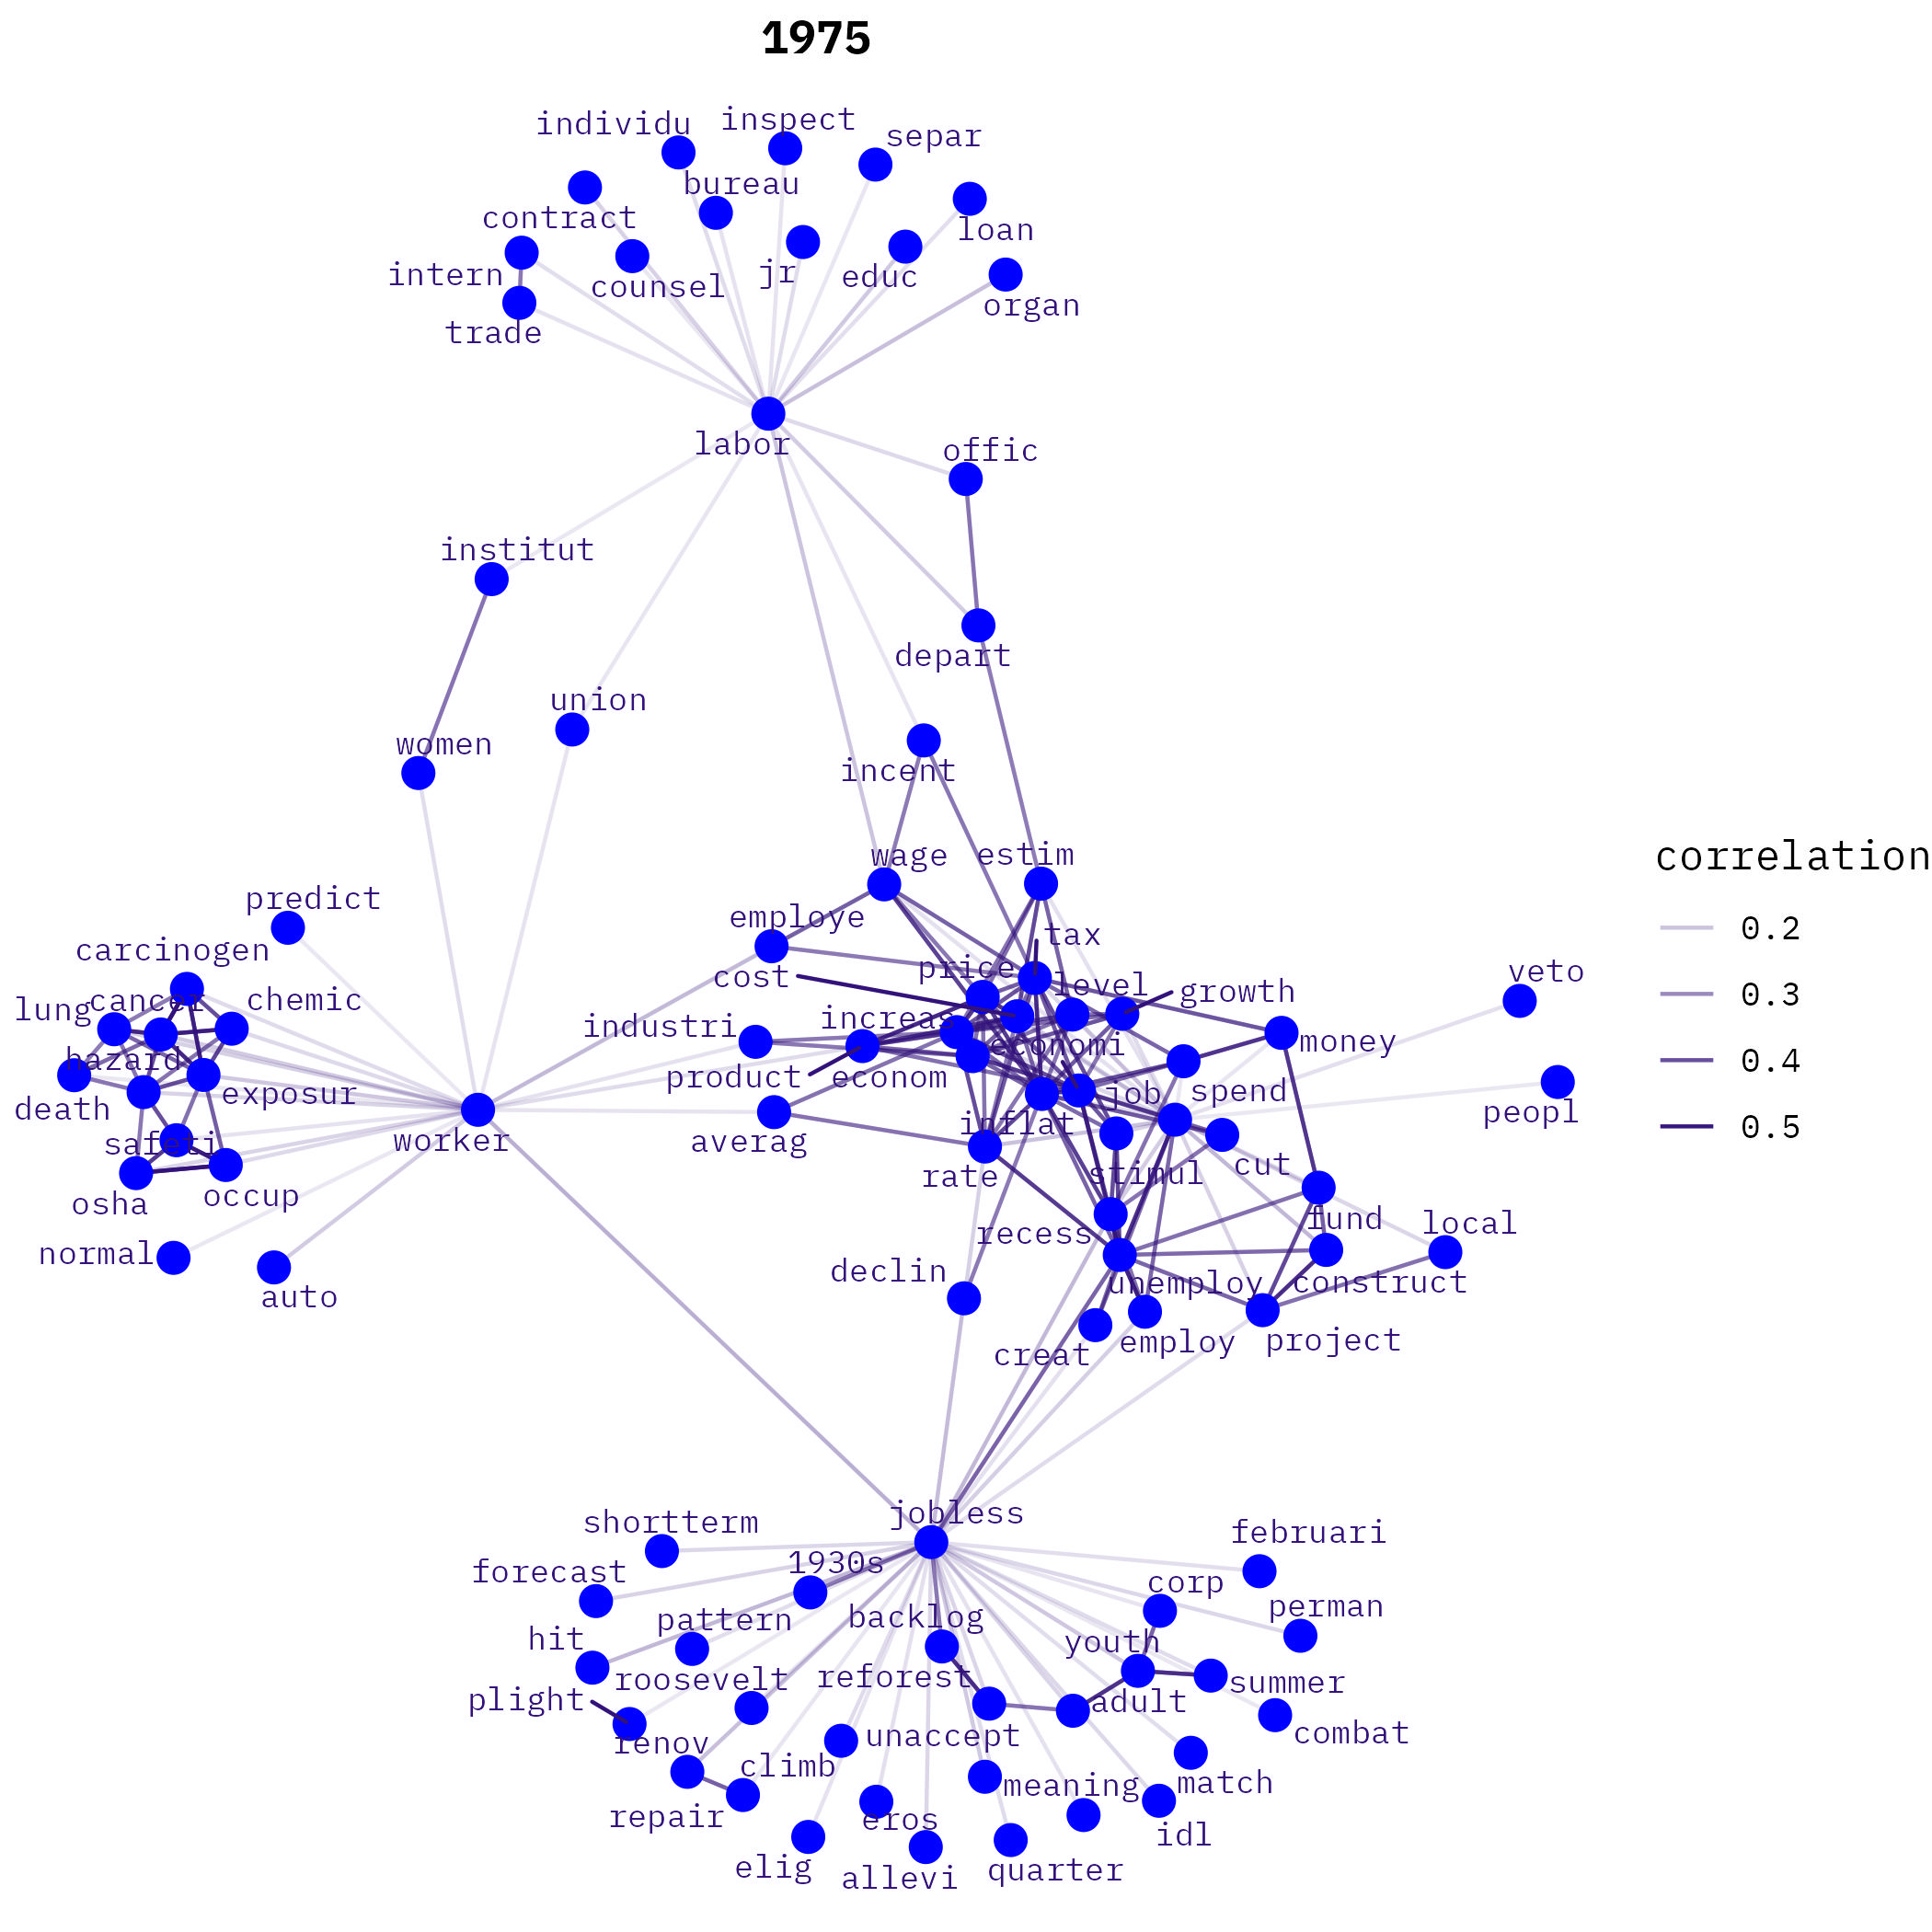 1975
individu
inspect
separ
bureau
contract
loan
intern
counsel
jr
educ
organ
trade
labor
offic
institut
depart
union
women
incent
wage
estim
predict
employe
tax
carcinogen
cost
price
level
veto
lung
cancer
chemic
growth
industri
increas
money
hazard
economi
product
econom
exposur
job
spend
death
peopl
inflat
safeti
worker
averag
cut
rate
stimul
osha
occup
recess
fund
local
normal
declin
unemploy
construct
auto
creat
employ
project
jobless
shortterm
februari
1930s
forecast
corp
perman
pattern
backlog
hit
youth
roosevelt
reforest
summer
plight
adult
renov
unaccept
combat
climb
meaning
match
repair
eros
idl
elig
allevi
quarter
correlation
0.2
0.3
0.4
0.5